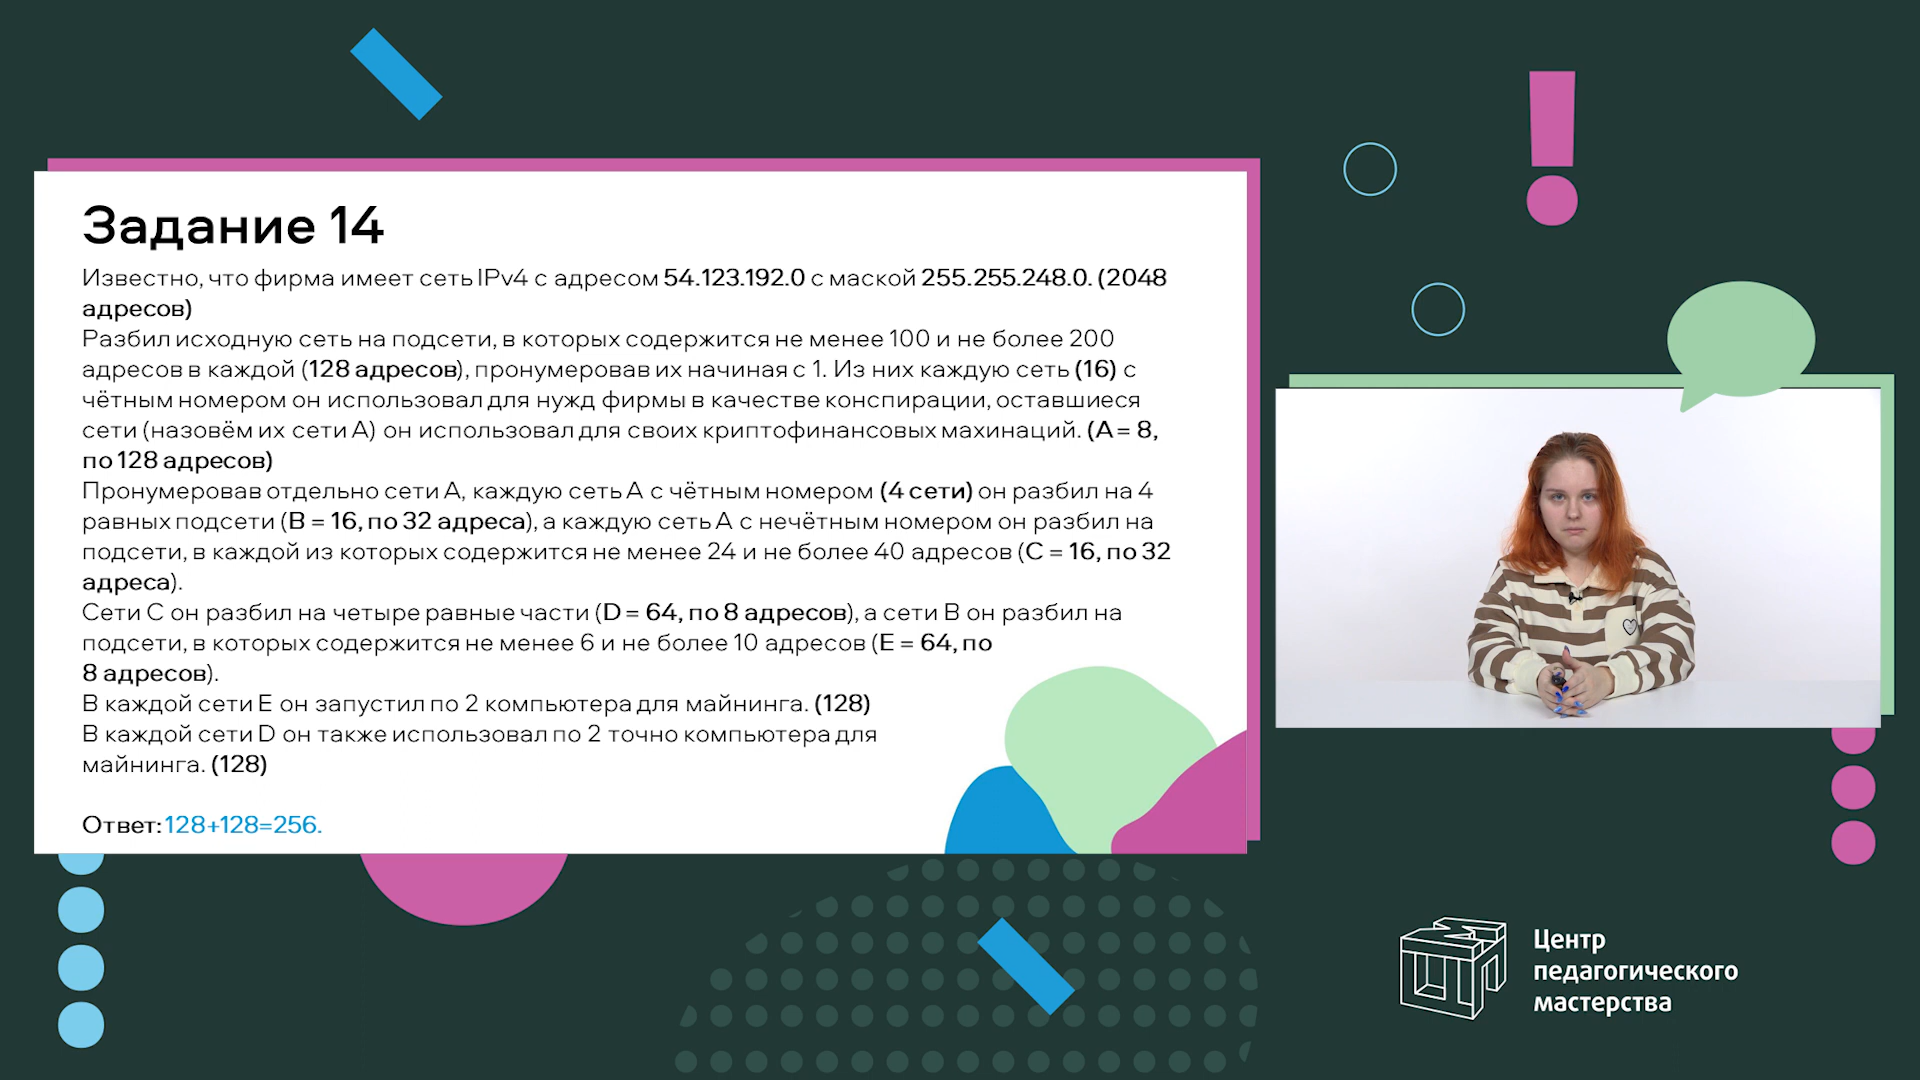 Задание 14
Известно, что фирма имеет сеть IPv4 с адресом 54.123.192.0 с маской 255.255.248.0. (2048
адресов)
Разбил исходную сеть на подсети, в которых содержится не менее 100 и не более 200
адресов в каждой (128 адресов), пронумеровав их начиная с 1. Из них каждую сеть (16) с
чётным номером он использовал для нужд фирмы в качестве конспирации, оставшиеся
сети (назовём их сети А) он использовал для своих криптофинансовых махинаций. (А = 8,
по 128 адресов)
Пронумеровав отдельно сети А, каждую сеть А с чётным номером (4 сети) он разбил на 4
равных подсети (В = 16, по 32 адреса), а каждую сеть А с нечётным номером он разбил на
подсети, в каждой из которых содержится не менее 24 и не более 40 адресов (С = 16, по 32
адреса).
Сети С он разбил на четыре равные части (D = 64, по 8 адресов), а сети В он разбил на
подсети, в которых содержится не менее 6 и не более 10 адресов (Е = 64, по
8 адресов).
В каждой сети Е он запустил по 2 компьютера для майнинга. (128)
В каждой сети D он также использовал по 2 точно компьютера для
майнинга. (128)
Ответ: 128+128=256.
Центр
педагогического
мастерства